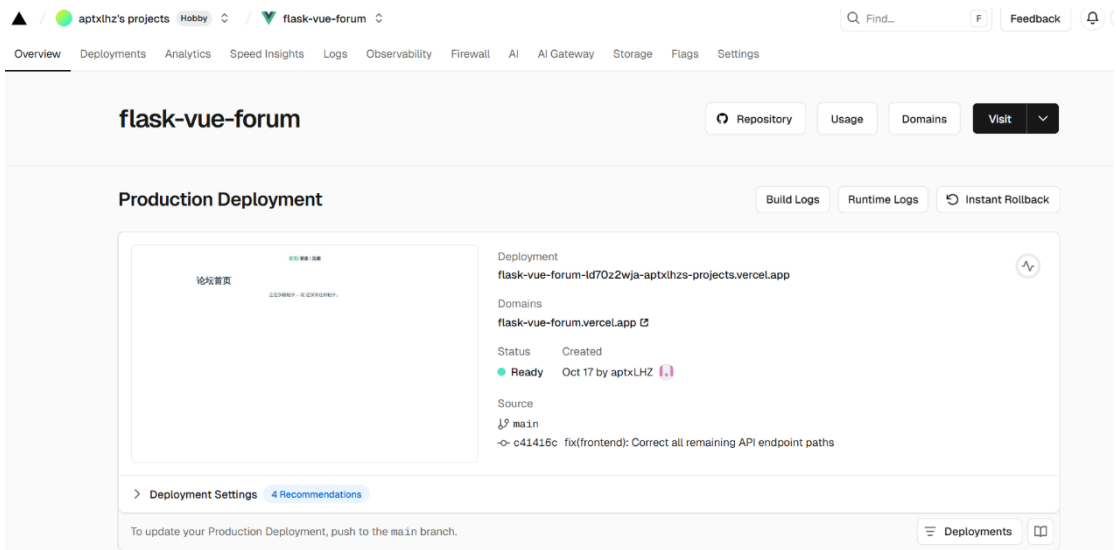 aptxlhz's projects Hobby flask-vue-forum Find... F Feedback
Overview Deployments Analytics Speed Insights Logs Observability Firewall AI AI Gateway Storage Flags Settings
flask-vue-forum
Repository Usage Domains Visit
Production Deployment
Build Logs Runtime Logs Instant Rollback
论坛首页
Deployment
flask-vue-forum-ld70z2wja-aptxlhzs-projects.vercel.app
Domains
flask-vue-forum.vercel.app
Status Created
Ready Oct 17 by aptxLHZ
Source
main
c41416c fix(frontend): Correct all remaining API endpoint paths
Deployment Settings 4 Recommendations
To update your Production Deployment, push to the main branch.
Deployments